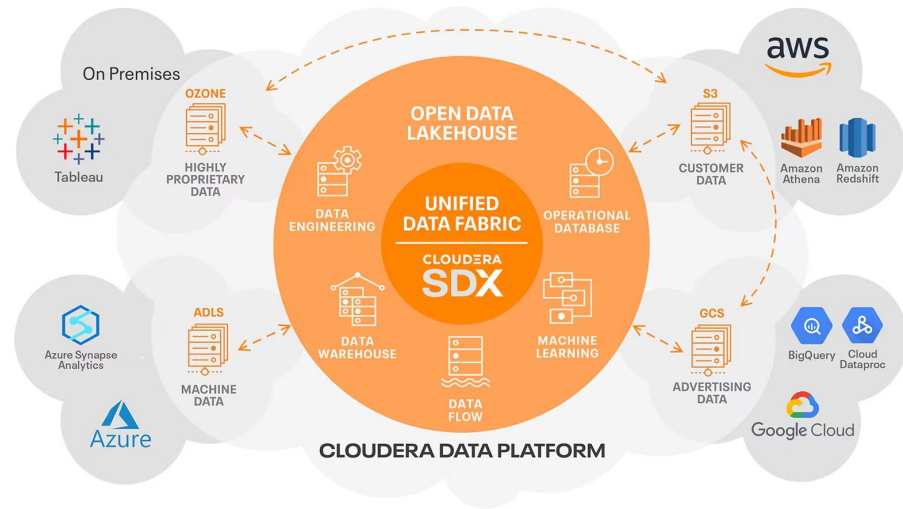 On Premises
Tableau
OZONE
HIGHLY
PROPRIETARY
DATA
OPEN DATA
LAKEHOUSE
DATA
ENGINEERING
OPERATIONAL
DATABASE
UNIFIED
DATA FABRIC
CLOUDERA
SDX
DATA
WAREHOUSE
MACHINE
LEARNING
DATA
FLOW
S3
CUSTOMER
DATA
aws
Amazon
Athena
Amazon
Redshift
Azure Synapse
Analytics
Azure
ADLS
MACHINE
DATA
GCS
ADVERTISING
DATA
BigQuery
Cloud
Dataproc
Google Cloud
CLOUDERA DATA PLATFORM